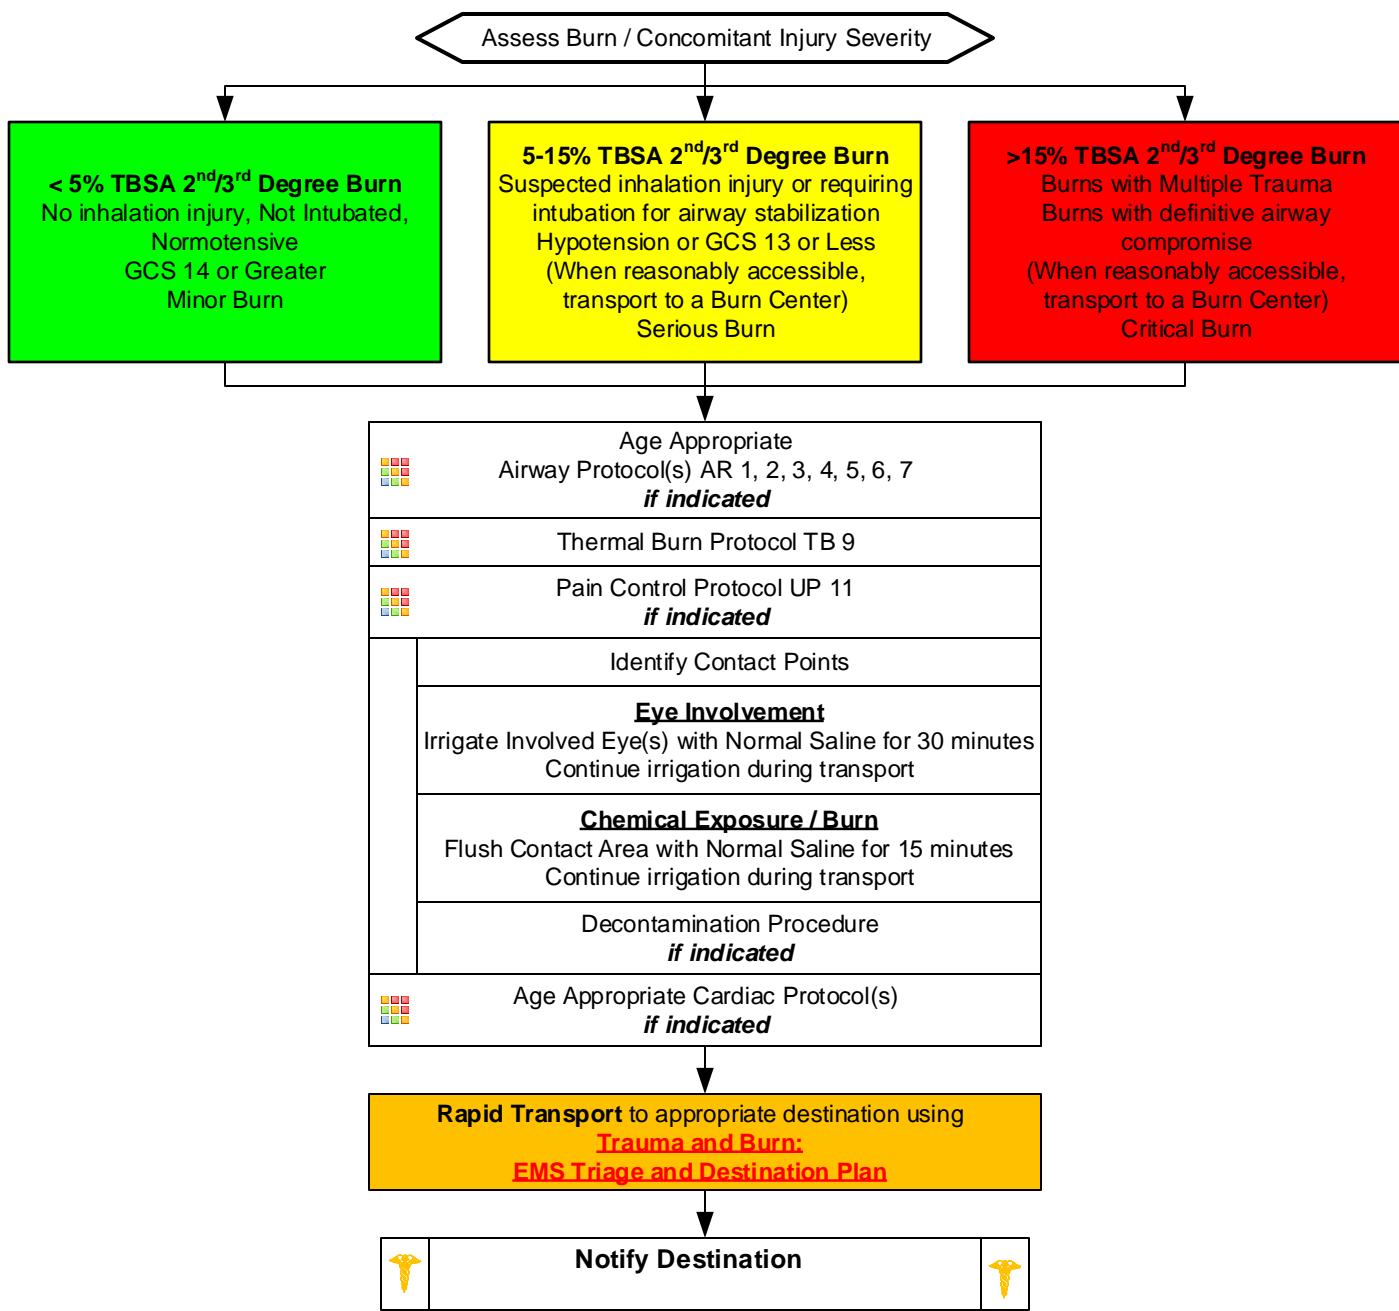 Assess Burn / Concomitant Injury Severity
< 5% TBSA 2nd/3rd Degree Burn
No inhalation injury, Not Intubated,
Normotensive
GCS 14 or Greater
Minor Burn
5-15% TBSA 2nd/3rd Degree Burn
Suspected inhalation injury or requiring
intubation for airway stabilization
Hypotension or GCS 13 or Less
(When reasonably accessible,
transport to a Burn Center)
Serious Burn
>15% TBSA 2nd/3rd Degree Burn
Burns with Multiple Trauma
Burns with definitive airway
compromise
(When reasonably accessible,
transport to a Burn Center)
Critical Burn
Age Appropriate
Airway Protocol(s) AR 1, 2, 3, 4, 5, 6, 7
if indicated
Thermal Burn Protocol TB 9
Pain Control Protocol UP 11
if indicated
Identify Contact Points
Eye Involvement
Irrigate Involved Eye(s) with Normal Saline for 30 minutes
Continue irrigation during transport
Chemical Exposure / Burn
Flush Contact Area with Normal Saline for 15 minutes
Continue irrigation during transport
Decontamination Procedure
if indicated
Age Appropriate Cardiac Protocol(s)
if indicated
Rapid Transport to appropriate destination using
Trauma and Burn:
EMS Triage and Destination Plan
Notify Destination